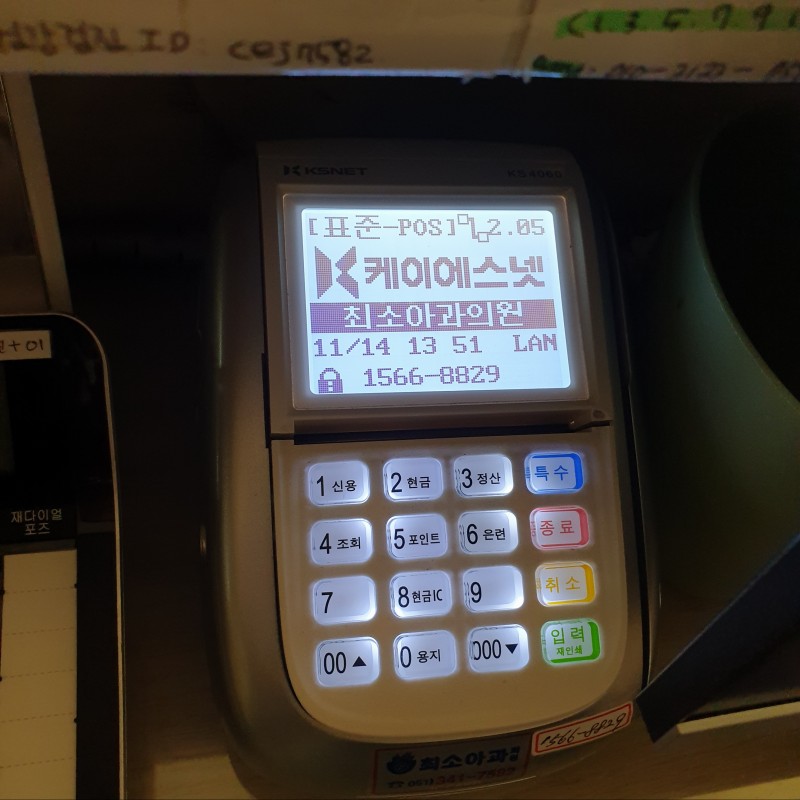 ID
KSNET
KS4060
[표준-POS] 2.05
케이에스넷
최소아과의원
11/14 13 51 LAN
1566-8829
1 신용
2 현금
3 정산
특수
4 조회
5 포인트
6 은련
종료
7
8 현금IC
9
취소
00 ▲
0 용지
000 ▼
입력
재인쇄
재다이얼
포즈
1566-8829
최소아과